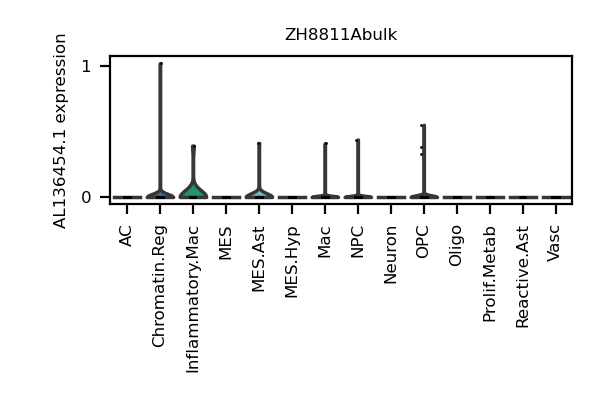 ZH8811Abulk
AL136454.1 expression
1
0
AC
Chromatin.Reg
Inflammatory.Mac
MES
MES.Ast
MES.Hyp
Mac
NPC
Neuron
OPC
Oligo
Prolif.Metab
Reactive.Ast
Vasc